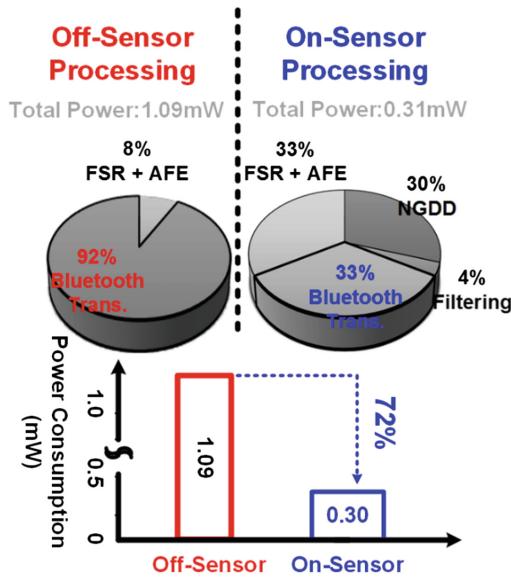 Off-Sensor
Processing
Total Power:1.09mW
8%
FSR + AFE
92%
Bluetooth
Trans.
On-Sensor
Processing
Total Power:0.31mW
33%
FSR + AFE
30%
NGDD
33%
Bluetooth
Trans.
4%
Filtering
Power Consumption
(mW)
1.0
0.5
0
1.09
72%
0.30
Off-Sensor
On-Sensor